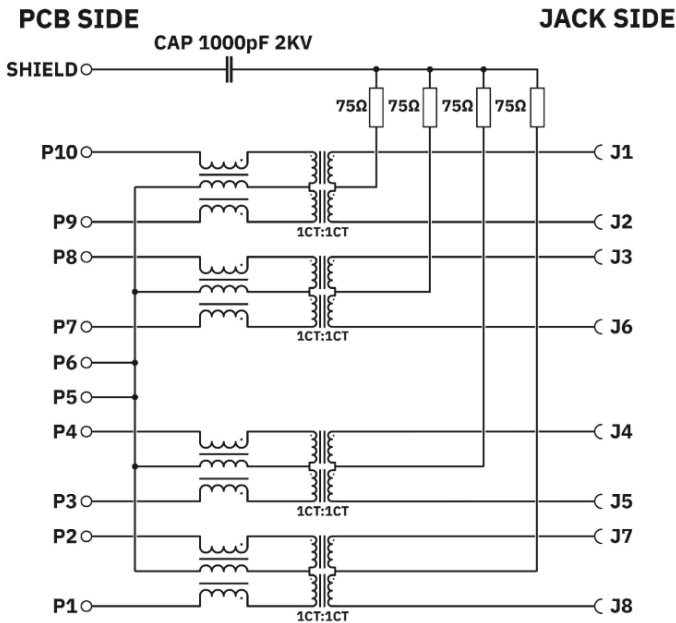 PCB SIDE JACK SIDE
CAP 1000pF 2KV
SHIELD
75Ω 75Ω 75Ω 75Ω
P10 J1
P9 J2
1CT:1CT
P8 J3
P7 J6
1CT:1CT
P6
P5
P4 J4
P3 J5
1CT:1CT
P2 J7
P1 J8
1CT:1CT